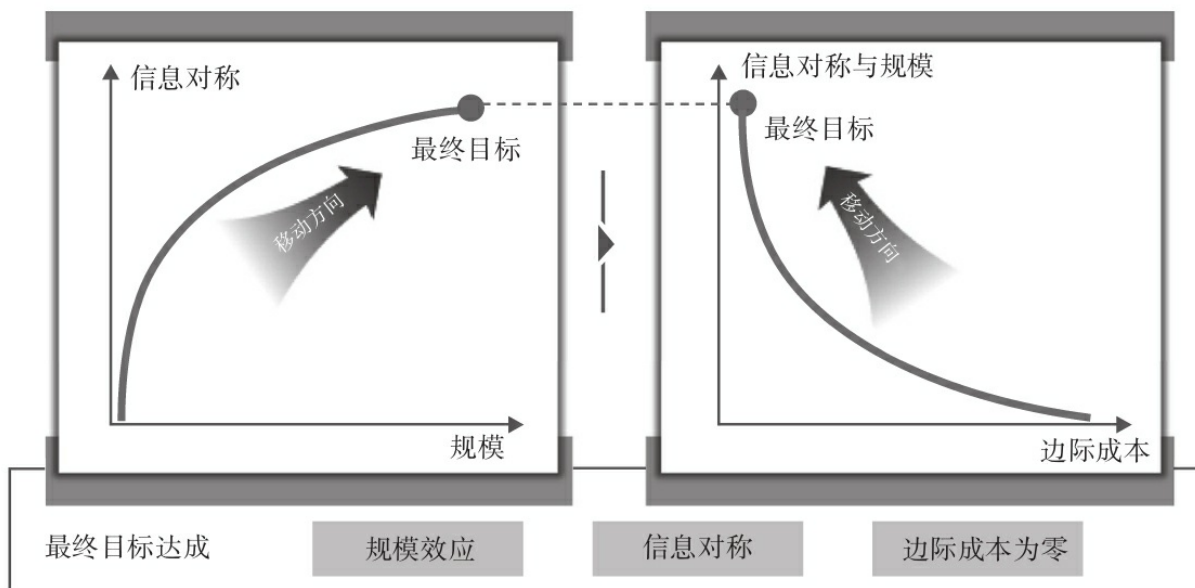 信息对称
最终目标
移动方向
规模
信息对称与规模
最终目标
移动方向
边际成本
最终目标达成
规模效应
信息对称
边际成本为零